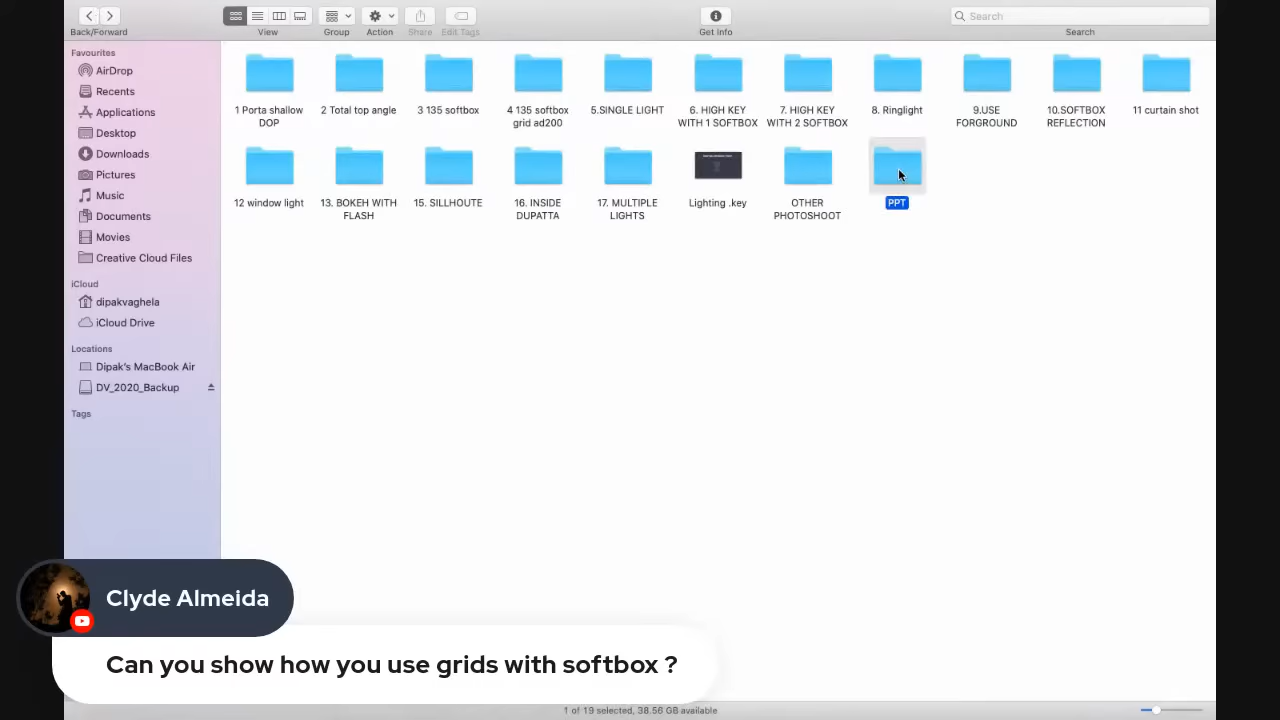 Search
Back/Forward
View
Group
Action
Share
Edit Tags
Get Info
Search
Favourites
AirDrop
Recents
Applications
Desktop
Downloads
Pictures
Music
Documents
Movies
Creative Cloud Files
iCloud
dipakvaghela
iCloud Drive
Locations
Dipak's MacBook Air
DV_2020_Backup
Tags
1 Porta shallow
DOP
2 Total top angle
3 135 softbox
4 135 softbox
grid ad200
5.SINGLE LIGHT
6. HIGH KEY
WITH 1 SOFTBOX
7. HIGH KEY
WITH 2 SOFTBOX
8. Ringlight
9.USE
FORGROUND
10.SOFTBOX
REFLECTION
11 curtain shot
12 window light
13. BOKEH WITH
FLASH
15. SILLHOUTE
16. INSIDE
DUPATTA
17. MULTIPLE
LIGHTS
Lighting .key
OTHER
PHOTOSHOOT
PPT
Clyde Almeida
Can you show how you use grids with softbox ?
1 of 19 selected, 38.56 GB available